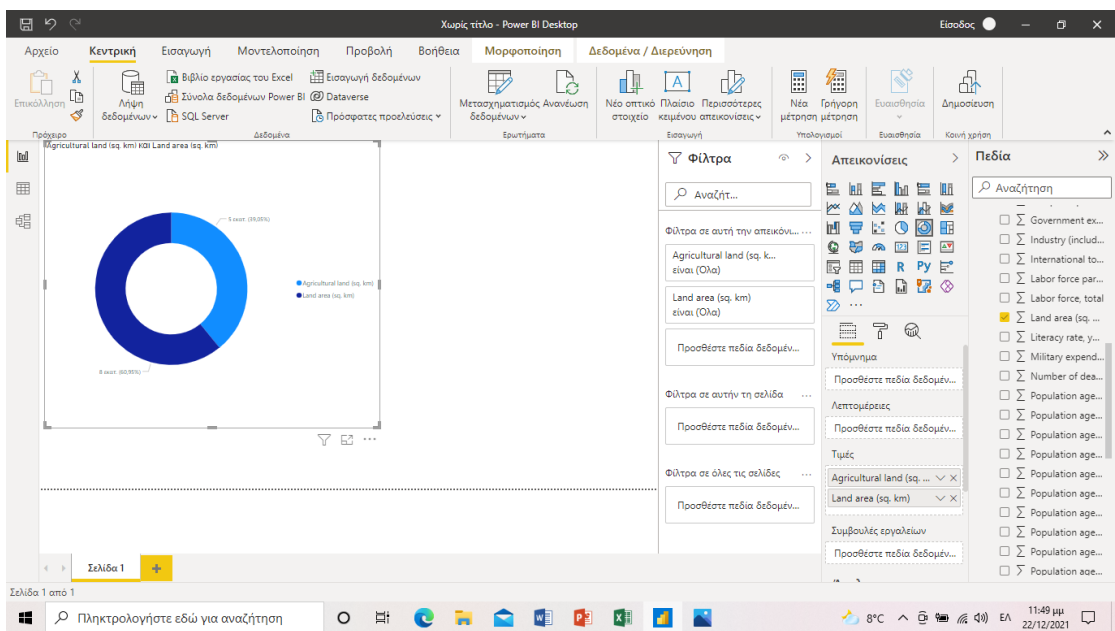 Χωρίς τίτλο - Power BI Desktop
Είσοδος
Αρχείο Κεντρική Εισαγωγή Μοντελοποίηση Προβολή Βοήθεια Μορφοποίηση Δεδομένα / Διερεύνηση
Επικόλληση
Πρόχειρο
Λήψη δεδομένων
Βιβλίο εργασίας του Excel
Σύνολα δεδομένων Power BI
SQL Server
Εισαγωγή δεδομένων
Dataverse
Πρόσφατες προελεύσεις
Δεδομένα
Μετασχηματισμός δεδομένων
Ανανέωση
Ερωτήματα
Νέο οπτικό στοιχείο
Πλαίσιο κειμένου
Περισσότερες απεικονίσεις
Εισαγωγή
Νέα μέτρηση
Γρήγορη μέτρηση
Υπολογισμοί
Ευαισθησία
Ευαισθησία
Δημοσίευση
Κοινή χρήση
Agricultural land (sq. km) και Land area (sq. km)
Agricultural land (sq. km)
Land area (sq. km)
Φίλτρα
Αναζήτ...
Φίλτρα σε αυτή την απεικόνι...
Agricultural land (sq. k...
είναι (Όλα)
Land area (sq. km)
είναι (Όλα)
Προσθέστε πεδία δεδομέν...
Φίλτρα σε αυτήν τη σελίδα
Προσθέστε πεδία δεδομέν...
Φίλτρα σε όλες τις σελίδες
Προσθέστε πεδία δεδομέν...
Απεικονίσεις
R Py
123
Υπόμνημα
Προσθέστε πεδία δεδομέν...
Λεπτομέρειες
Προσθέστε πεδία δεδομέν...
Τιμές
Agricultural land (sq. ...
Land area (sq. km)
Συμβουλές εργαλείων
Προσθέστε πεδία δεδομέν...
Πεδία
Αναζήτηση
Government ex...
Industry (includ...
International to...
Labor force par...
Labor force, total
Land area (sq. ...
Literacy rate, y...
Military expend...
Number of dea...
Population age...
Population age...
Population age...
Population age...
Population age...
Population age...
Population age...
Population age...
Population age...
Population age...
Σελίδα 1
Σελίδα 1 από 1
Πληκτρολογήστε εδώ για αναζήτηση
8°C
ΕΛ
11:49 μμ
22/12/2021